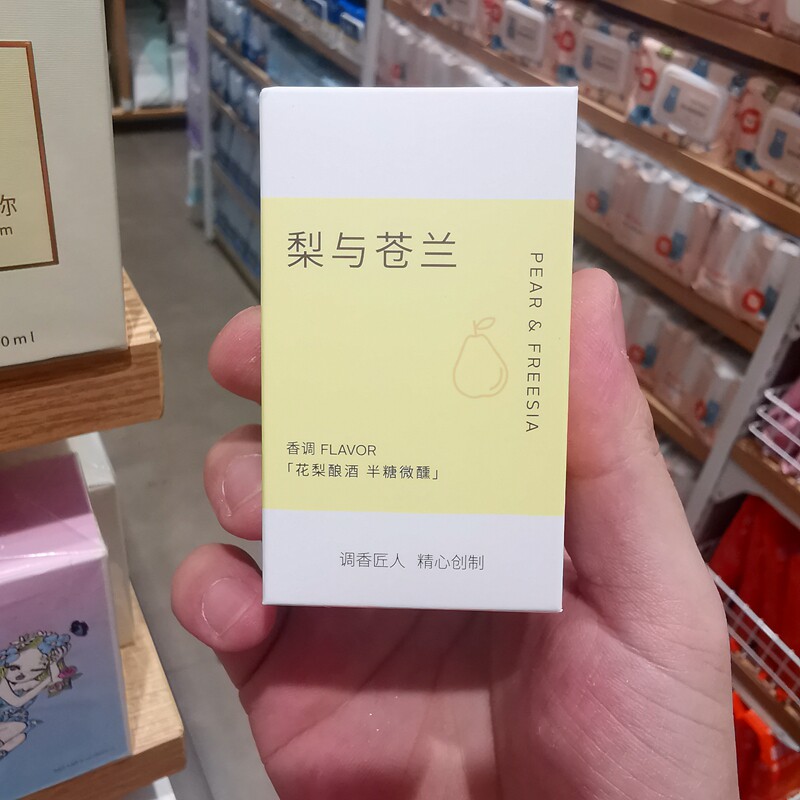 梨与苍兰
PEAR & FREESIA
香调 FLAVOR
「花梨酿酒 半糖微醺」
调香匠人 精心创制
尔
m
0ml